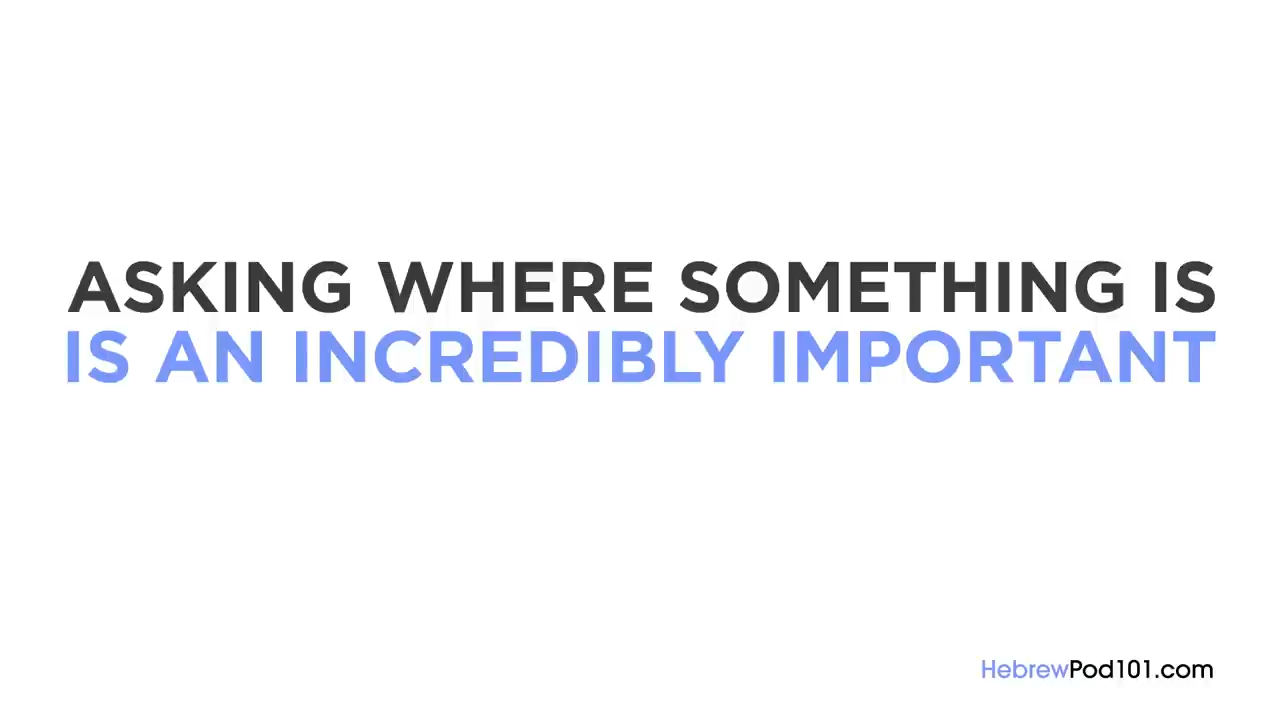 ASKING WHERE SOMETHING IS
IS AN INCREDIBLY IMPORTANT
HebrewPod101.com